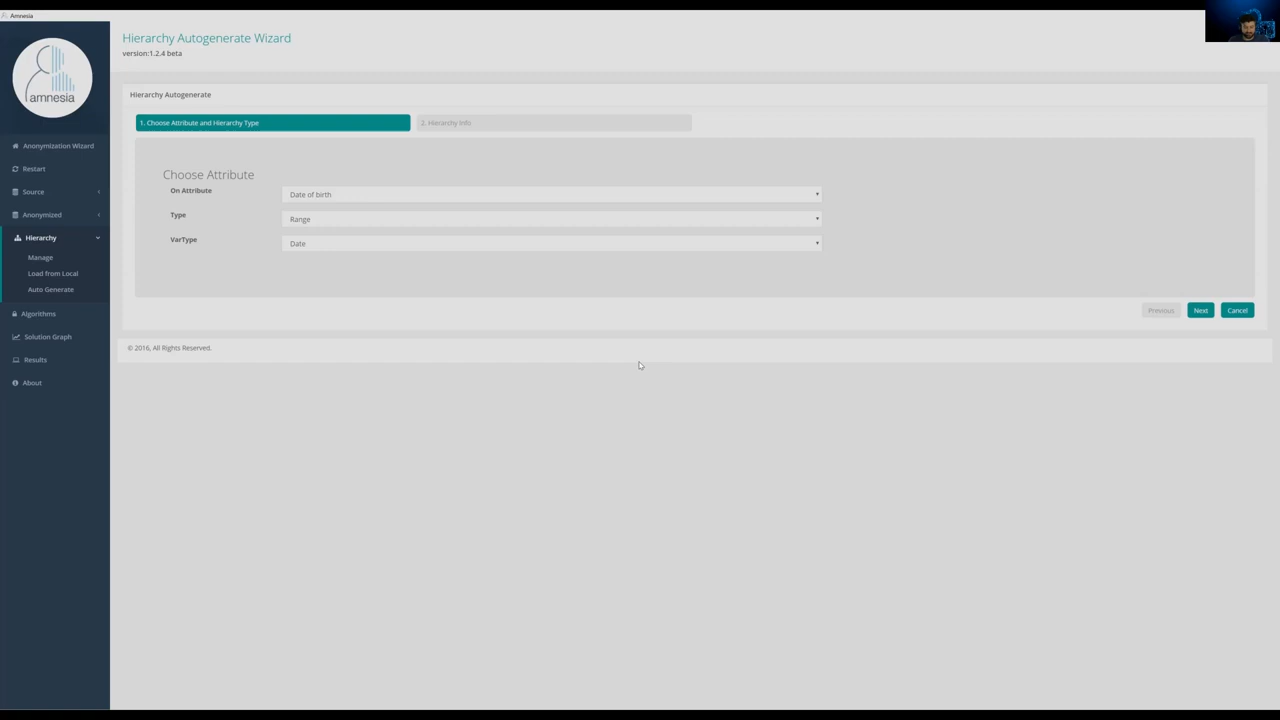 Amnesia
amnesia
Anonymization Wizard
Restart
Source
Anonymized
Hierarchy
Manage
Load from Local
Auto Generate
Algorithms
Solution Graph
Results
About
Hierarchy Autogenerate Wizard
version:1.2.4 beta
Hierarchy Autogenerate
1. Choose Attribute and Hierarchy Type
2. Hierarchy Info
Choose Attribute
On Attribute
Date of birth
Type
Range
VarType
Date
Previous
Next
Cancel
© 2016, All Rights Reserved.